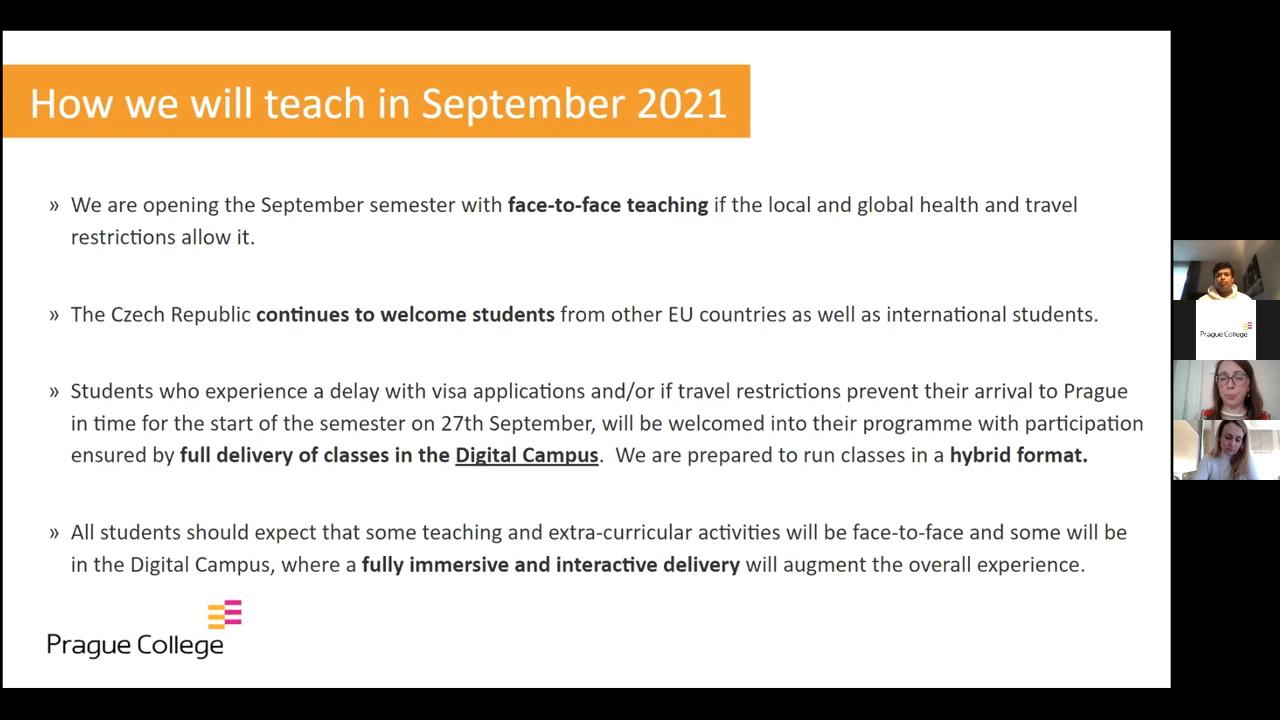 How we will teach in September 2021
» We are opening the September semester with face-to-face teaching if the local and global health and travel
restrictions allow it.
» The Czech Republic continues to welcome students from other EU countries as well as international students.
» Students who experience a delay with visa applications and/or if travel restrictions prevent their arrival to Prague
in time for the start of the semester on 27th September, will be welcomed into their programme with participation
ensured by full delivery of classes in the Digital Campus. We are prepared to run classes in a hybrid format.
» All students should expect that some teaching and extra-curricular activities will be face-to-face and some will be
in the Digital Campus, where a fully immersive and interactive delivery will augment the overall experience.
Prague College
Prague College